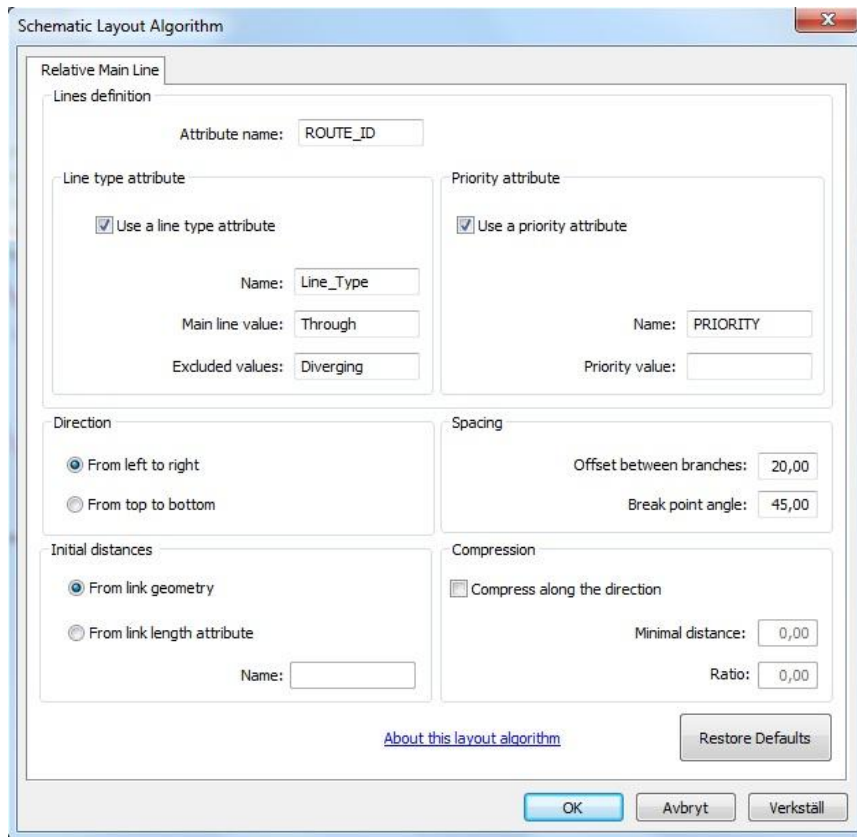 Schematic Layout Algorithm
Relative Main Line
Lines definition
Attribute name: ROUTE_ID
Line type attribute
Use a line type attribute
Name: Line_Type
Main line value: Through
Excluded values: Diverging
Priority attribute
Use a priority attribute
Name: PRIORITY
Priority value:
Direction
From left to right
From top to bottom
Spacing
Offset between branches: 20,00
Break point angle: 45,00
Initial distances
From link geometry
From link length attribute
Name:
Compression
Compress along the direction
Minimal distance: 0,00
Ratio: 0,00
About this layout algorithm
Restore Defaults
OK Avbryt Verkställ